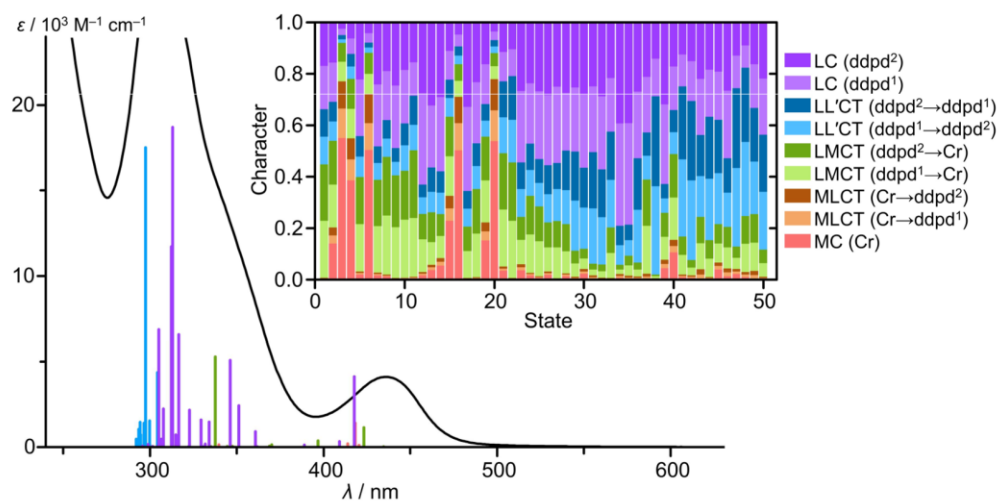 ε / 10³ M⁻¹ cm⁻¹
20
10
0
300
400
500
600
λ / nm
1.0
0.8
0.6
0.4
0.2
0.0
Character
0
10
20
30
40
50
State
LC (ddpd²)
LC (ddpd¹)
LL′CT (ddpd²→ddpd¹)
LL′CT (ddpd¹→ddpd²)
LMCT (ddpd²→Cr)
LMCT (ddpd¹→Cr)
MLCT (Cr→ddpd²)
MLCT (Cr→ddpd¹)
MC (Cr)